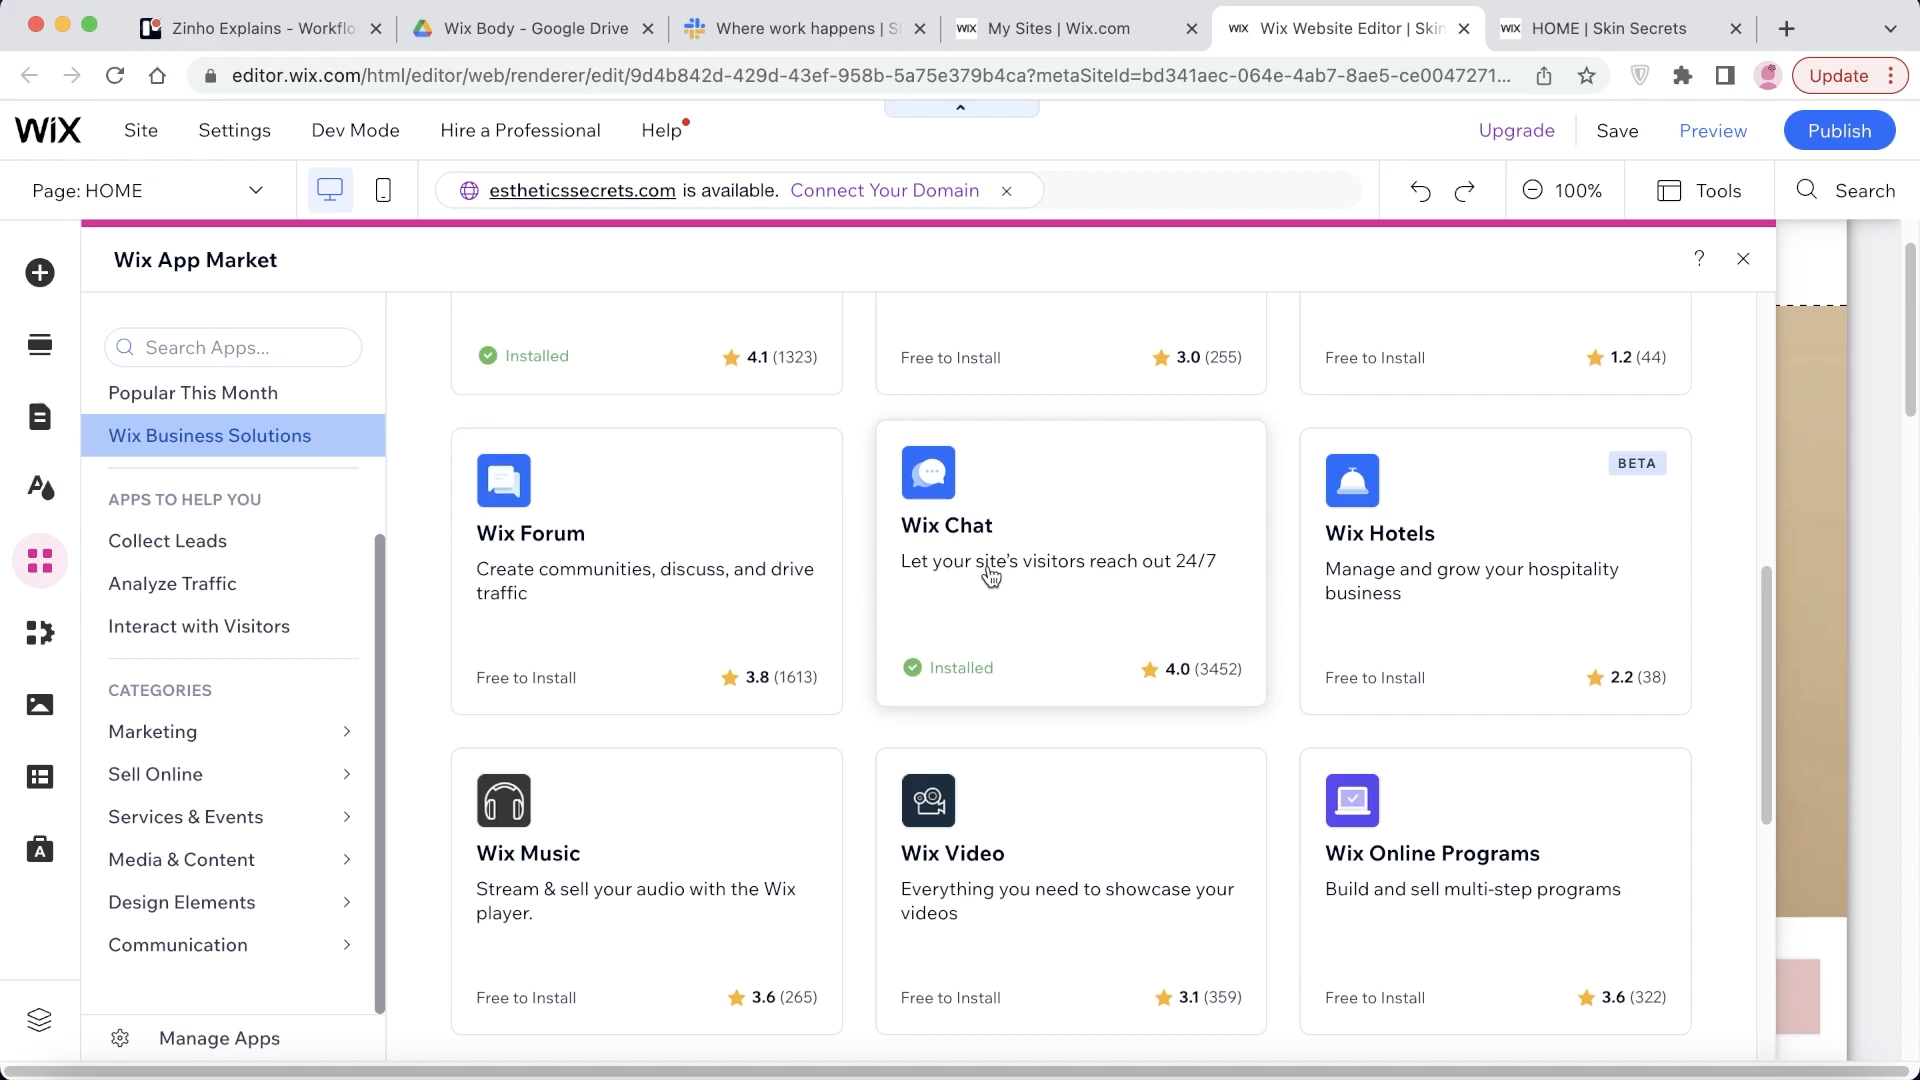 Zinho Explains - Workflo
Wix Body - Google Drive
Where work happens | Sl
WIX My Sites | Wix.com
WIX Wix Website Editor | Skin
WIX HOME | Skin Secrets
editor.wix.com/html/editor/web/renderer/edit/9d4b842d-429d-43ef-958b-5a75e379b4ca?metaSiteId=bd341aec-064e-4ab7-8ae5-ce0047271...
Update
WiX Site Settings Dev Mode Hire a Professional Help
Upgrade Save Preview Publish
Page: HOME
estheticssecrets.com is available. Connect Your Domain
100% Tools Search
Wix App Market
?
Search Apps...
Popular This Month
Wix Business Solutions
APPS TO HELP YOU
Collect Leads
Analyze Traffic
Interact with Visitors
CATEGORIES
Marketing
Sell Online
Services & Events
Media & Content
Design Elements
Communication
Manage Apps
Installed 4.1 (1323)
Free to Install 3.0 (255)
Free to Install 1.2 (44)
Wix Forum
Create communities, discuss, and drive
traffic
Free to Install 3.8 (1613)
Wix Chat
Let your site's visitors reach out 24/7
Installed 4.0 (3452)
BETA
Wix Hotels
Manage and grow your hospitality
business
Free to Install 2.2 (38)
Wix Music
Stream & sell your audio with the Wix
player.
Free to Install 3.6 (265)
Wix Video
Everything you need to showcase your
videos
Free to Install 3.1 (359)
Wix Online Programs
Build and sell multi-step programs
Free to Install 3.6 (322)